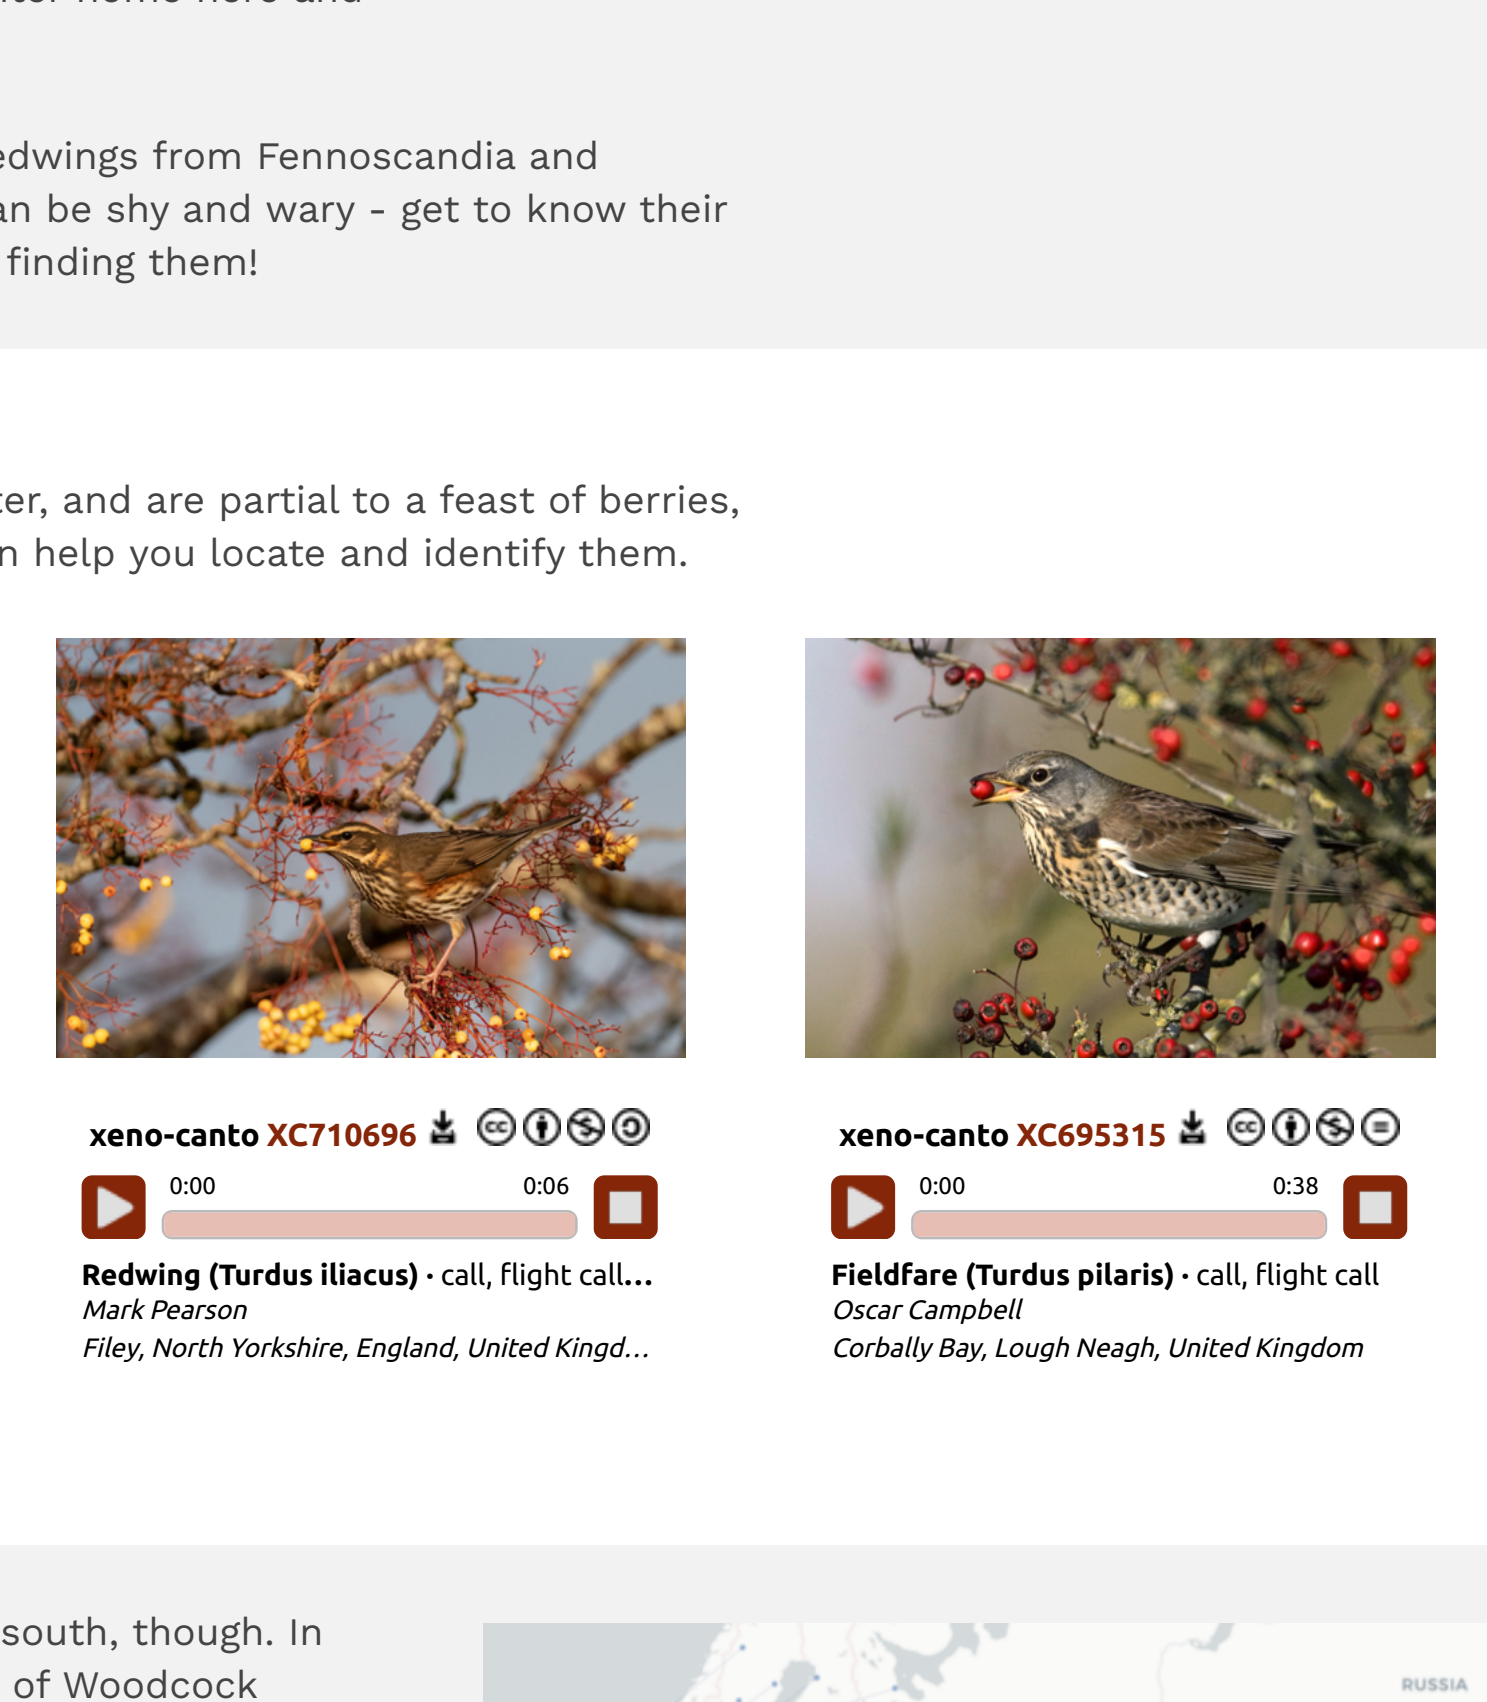 edwings from Fennoscandia and
an be shy and wary - get to know their
finding them!
ter, and are partial to a feast of berries,
n help you locate and identify them.
xeno-canto XC710696
0:00 0:06
Redwing (Turdus iliacus) · call, flight call...
Mark Pearson
Filey, North Yorkshire, England, United Kingd...
xeno-canto XC695315
0:00 0:38
Fieldfare (Turdus pilaris) · call, flight call
Oscar Campbell
Corbally Bay, Lough Neagh, United Kingdom
south, though. In
of Woodcock
RUSSIA